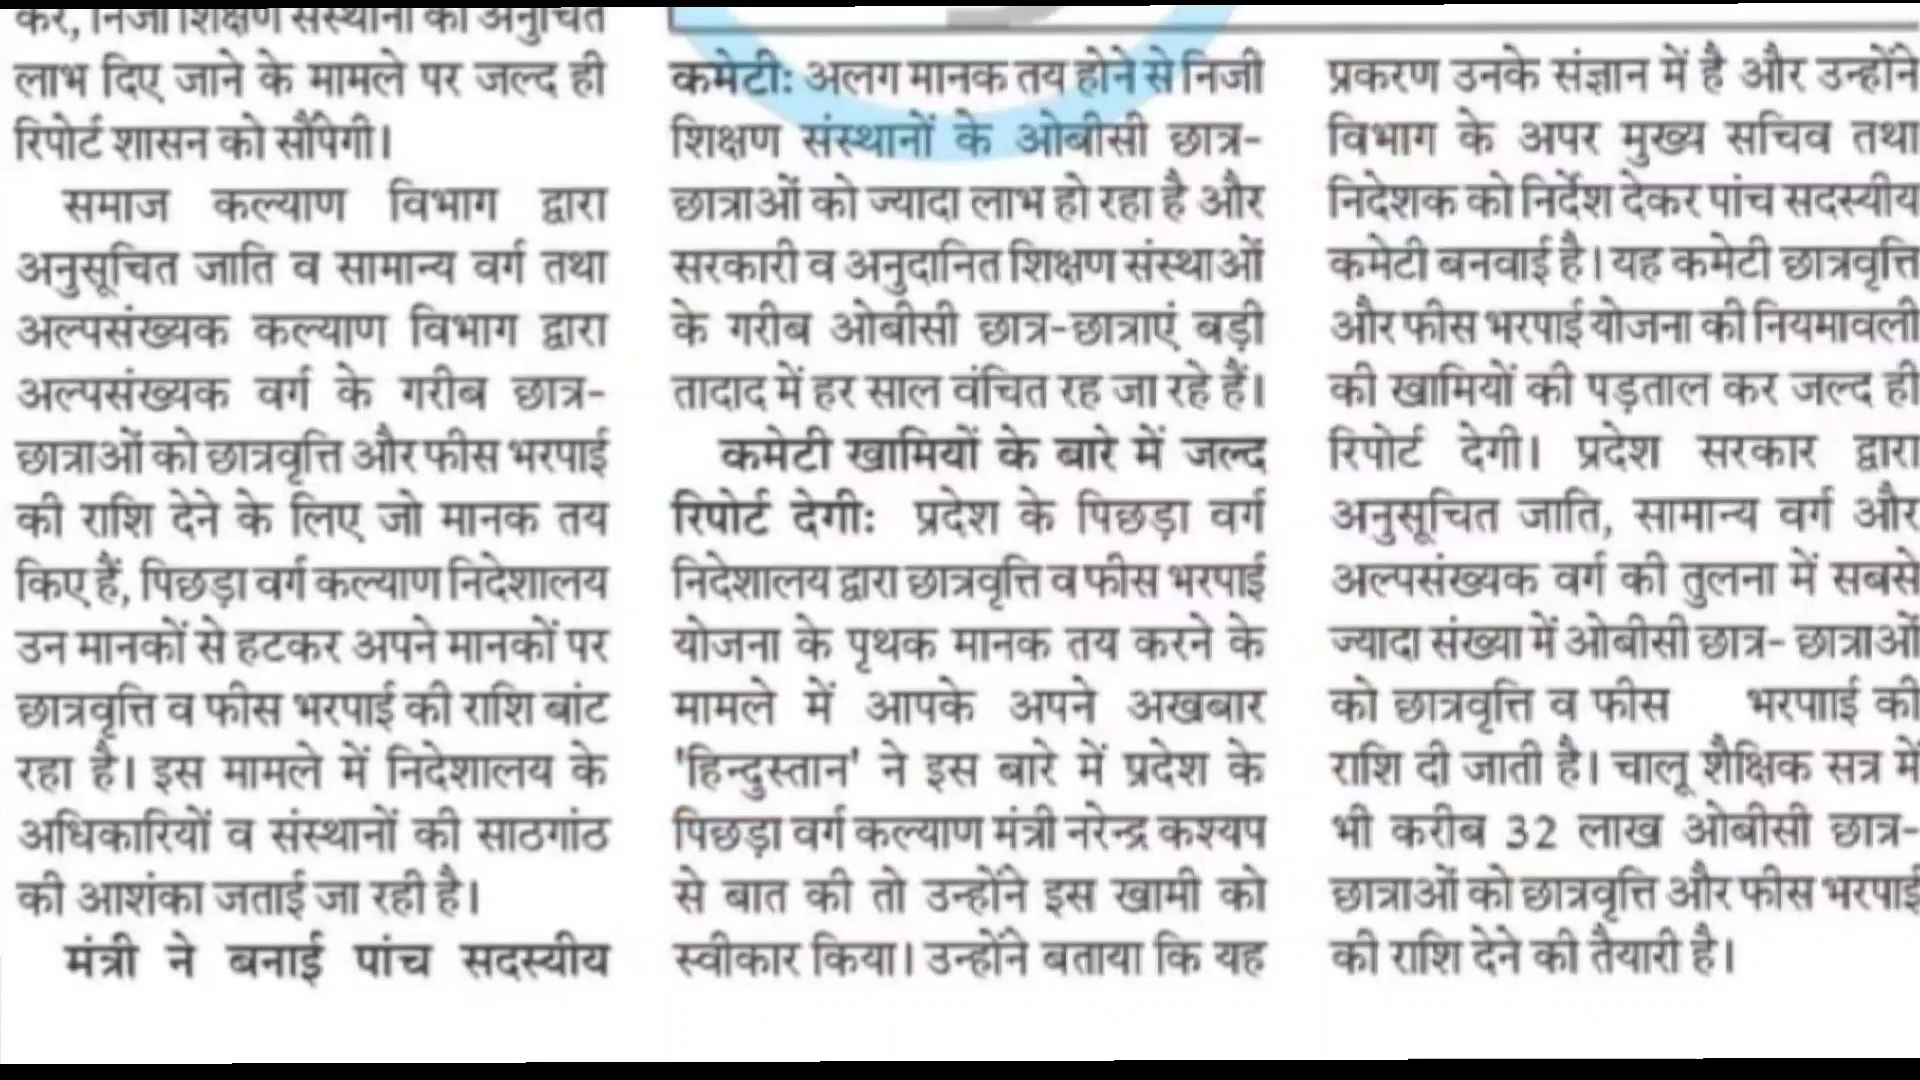 कर, निजी शिक्षण संस्थानों को अनुचित
लाभ दिए जाने के मामले पर जल्द ही
रिपोर्ट शासन को सौंपेगी।
समाज कल्याण विभाग द्वारा
अनुसूचित जाति व सामान्य वर्ग तथा
अल्पसंख्यक कल्याण विभाग द्वारा
अल्पसंख्यक वर्ग के गरीब छात्र-
छात्राओं को छात्रवृत्ति और फीस भरपाई
की राशि देने के लिए जो मानक तय
किए हैं, पिछड़ा वर्ग कल्याण निदेशालय
उन मानकों से हटकर अपने मानकों पर
छात्रवृत्ति व फीस भरपाई की राशि बांट
रहा है। इस मामले में निदेशालय के
अधिकारियों व संस्थानों की साठगांठ
की आशंका जताई जा रही है।
मंत्री ने बनाई पांच सदस्यीय
कमेटी: अलग मानक तय होने से निजी
शिक्षण संस्थानों के ओबीसी छात्र-
छात्राओं को ज्यादा लाभ हो रहा है और
सरकारी व अनुदानित शिक्षण संस्थाओं
के गरीब ओबीसी छात्र-छात्राएं बड़ी
तादाद में हर साल वंचित रह जा रहे हैं।
कमेटी खामियों के बारे में जल्द
रिपोर्ट देगी: प्रदेश के पिछड़ा वर्ग
निदेशालय द्वारा छात्रवृत्ति व फीस भरपाई
योजना के पृथक मानक तय करने के
मामले में आपके अपने अखबार
'हिन्दुस्तान' ने इस बारे में प्रदेश के
पिछड़ा वर्ग कल्याण मंत्री नरेन्द्र कश्यप
से बात की तो उन्होंने इस खामी को
स्वीकार किया। उन्होंने बताया कि यह
प्रकरण उनके संज्ञान में है और उन्होंने
विभाग के अपर मुख्य सचिव तथा
निदेशक को निर्देश देकर पांच सदस्यीय
कमेटी बनवाई है। यह कमेटी छात्रवृत्ति
और फीस भरपाई योजना की नियमावली
की खामियों की पड़ताल कर जल्द ही
रिपोर्ट देगी। प्रदेश सरकार द्वारा
अनुसूचित जाति, सामान्य वर्ग और
अल्पसंख्यक वर्ग की तुलना में सबसे
ज्यादा संख्या में ओबीसी छात्र- छात्राओं
को छात्रवृत्ति व फीस भरपााई की
राशि दी जाती है। चालू शैक्षिक सत्र में
भी करीब 32 लाख ओबीसी छात्र-
छात्राओं को छात्रवृत्ति और फीस भरपाई
की राशि देने की तैयारी है।